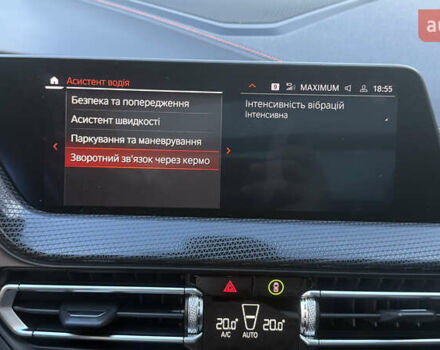 au
Асистент водія
MAXIMUM 18:55
Безпека та попередження
Асистент швидкості
Паркування та маневрування
Зворотний зв'язок через кермо
Інтенсивність вібрацій
Інтенсивна
20.0 20.0
A/C AUTO